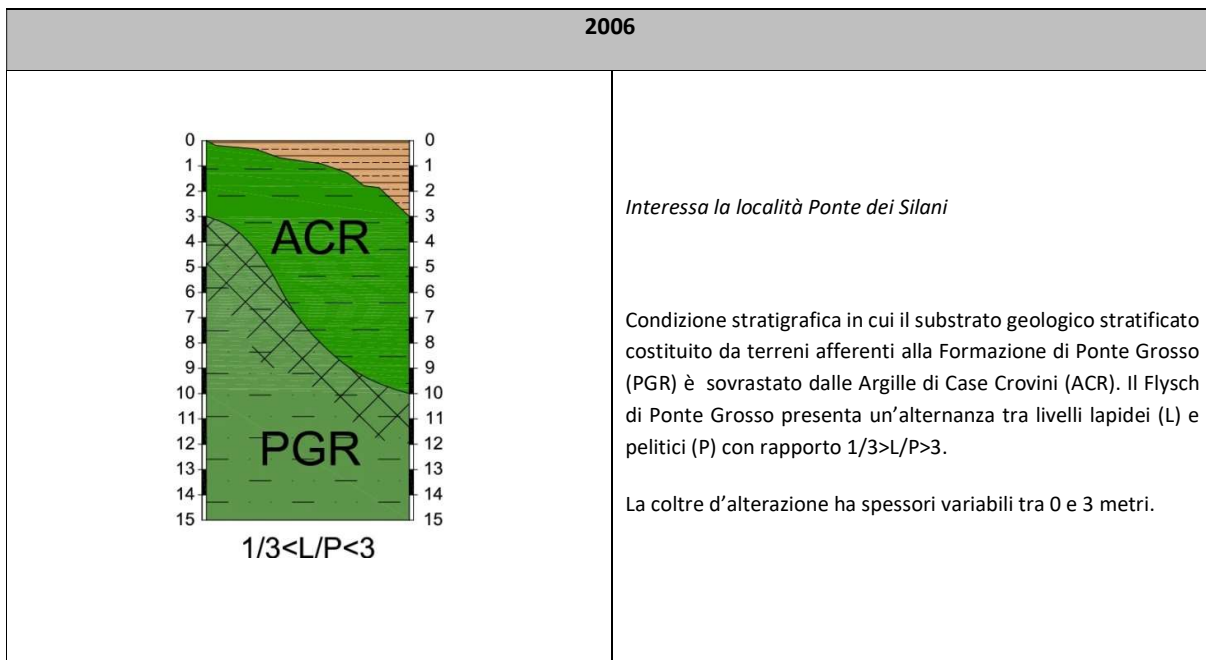 2006
0 0
1 1
2 2
3 3
ACR
4 4
5 5
6 6
7 7
8 8
9 9
10 10
11 11
12 12
PGR
13 13
14 14
15 15
1/3<L/P<3
Interessa la località Ponte dei Silani
Condizione stratigrafica in cui il substrato geologico stratificato
costituito da terreni afferenti alla Formazione di Ponte Grosso
(PGR) è sovrastato dalle Argille di Case Crovini (ACR). Il Flysch
di Ponte Grosso presenta un’alternanza tra livelli lapidei (L) e
pelitici (P) con rapporto 1/3>L/P>3.
La coltre d’alterazione ha spessori variabili tra 0 e 3 metri.